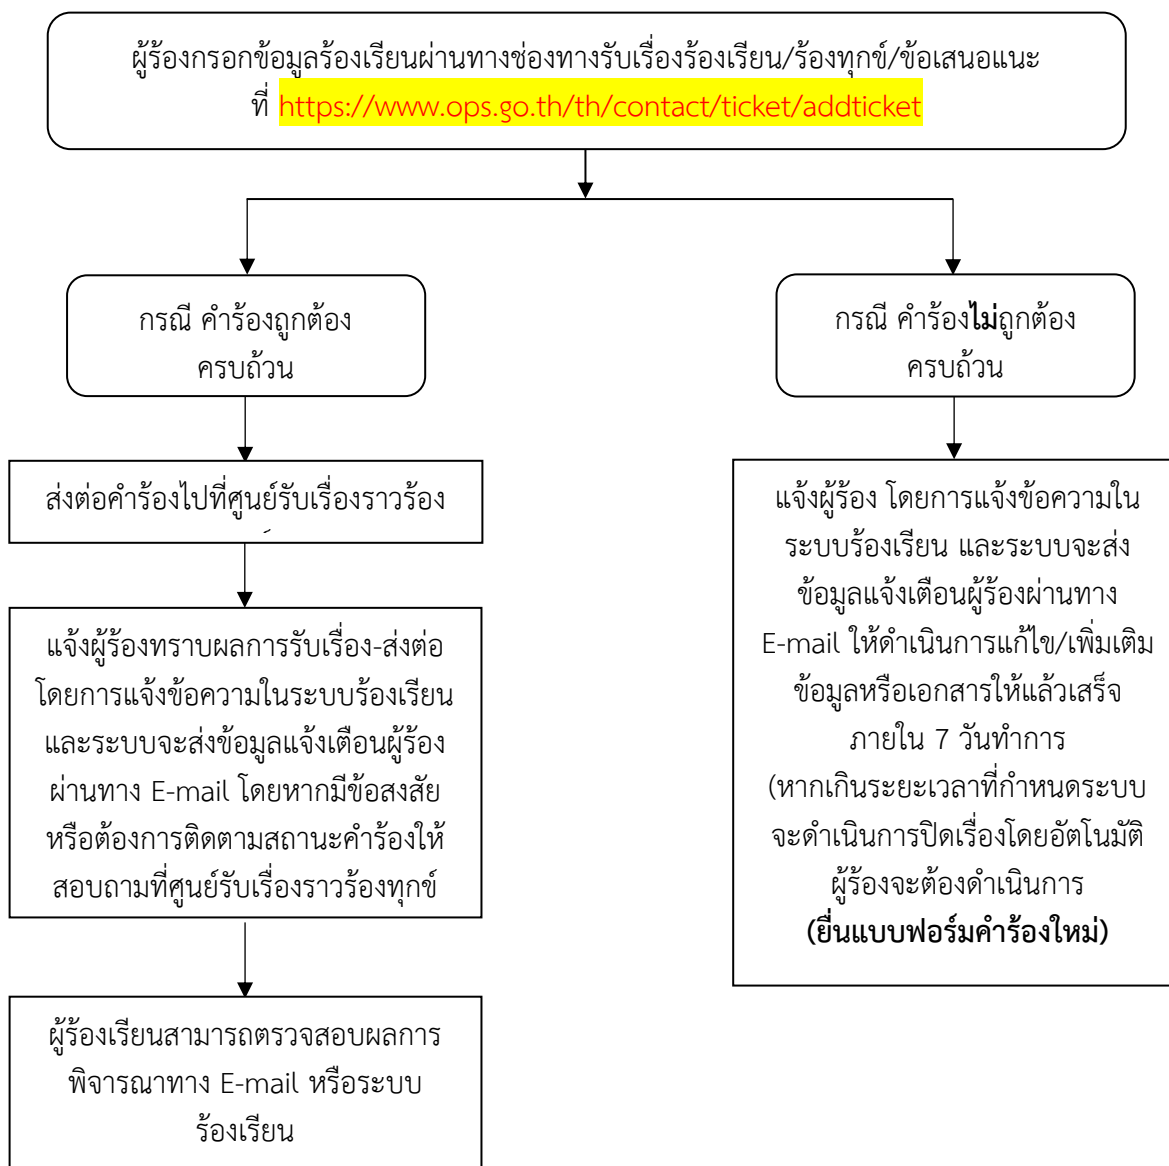 ผู้ร้องกรอกข้อมูลร้องเรียนผ่านทางช่องทางรับเรื่องร้องเรียน/ร้องทุกข์/ข้อเสนอแนะ
ที่ https://www.ops.go.th/th/contact/ticket/addticket
กรณี คำร้องถูกต้อง
ครบถ้วน
ส่งต่อคำร้องไปที่ศูนย์รับเรื่องราวร้อง
แจ้งผู้ร้องทราบผลการรับเรื่อง-ส่งต่อ
โดยการแจ้งข้อความในระบบร้องเรียน
และระบบจะส่งข้อมูลแจ้งเตือนผู้ร้อง
ผ่านทาง E-mail โดยหากมีข้อสงสัย
หรือต้องการติดตามสถานะคำร้องให้
สอบถามที่ศูนย์รับเรื่องราวร้องทุกข์
ผู้ร้องเรียนสามารถตรวจสอบผลการ
พิจารณาทาง E-mail หรือระบบ
ร้องเรียน
กรณี คำร้องไม่ถูกต้อง
ครบถ้วน
แจ้งผู้ร้อง โดยการแจ้งข้อความใน
ระบบร้องเรียน และระบบจะส่ง
ข้อมูลแจ้งเตือนผู้ร้องผ่านทาง
E-mail ให้ดำเนินการแก้ไข/เพิ่มเติม
ข้อมูลหรือเอกสารให้แล้วเสร็จ
ภายใน 7 วันทำการ
(หากเกินระยะเวลาที่กำหนดระบบ
จะดำเนินการปิดเรื่องโดยอัตโนมัติ
ผู้ร้องจะต้องดำเนินการ
(ยื่นแบบฟอร์มคำร้องใหม่)